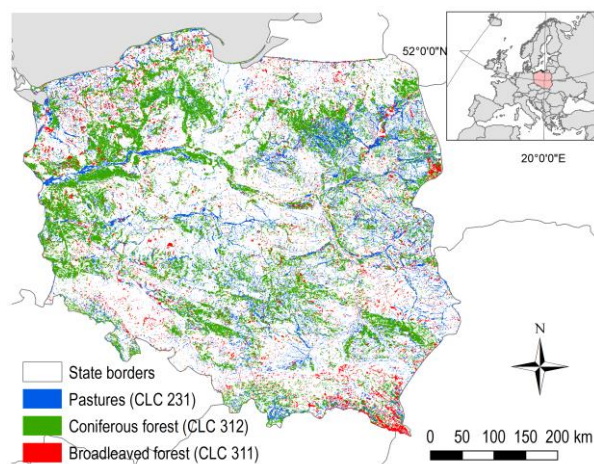 52°0'0"N
20°0'0"E
N
State borders
Pastures (CLC 231)
Coniferous forest (CLC 312)
Broadleaved forest (CLC 311)
0 50 100 150 200 km